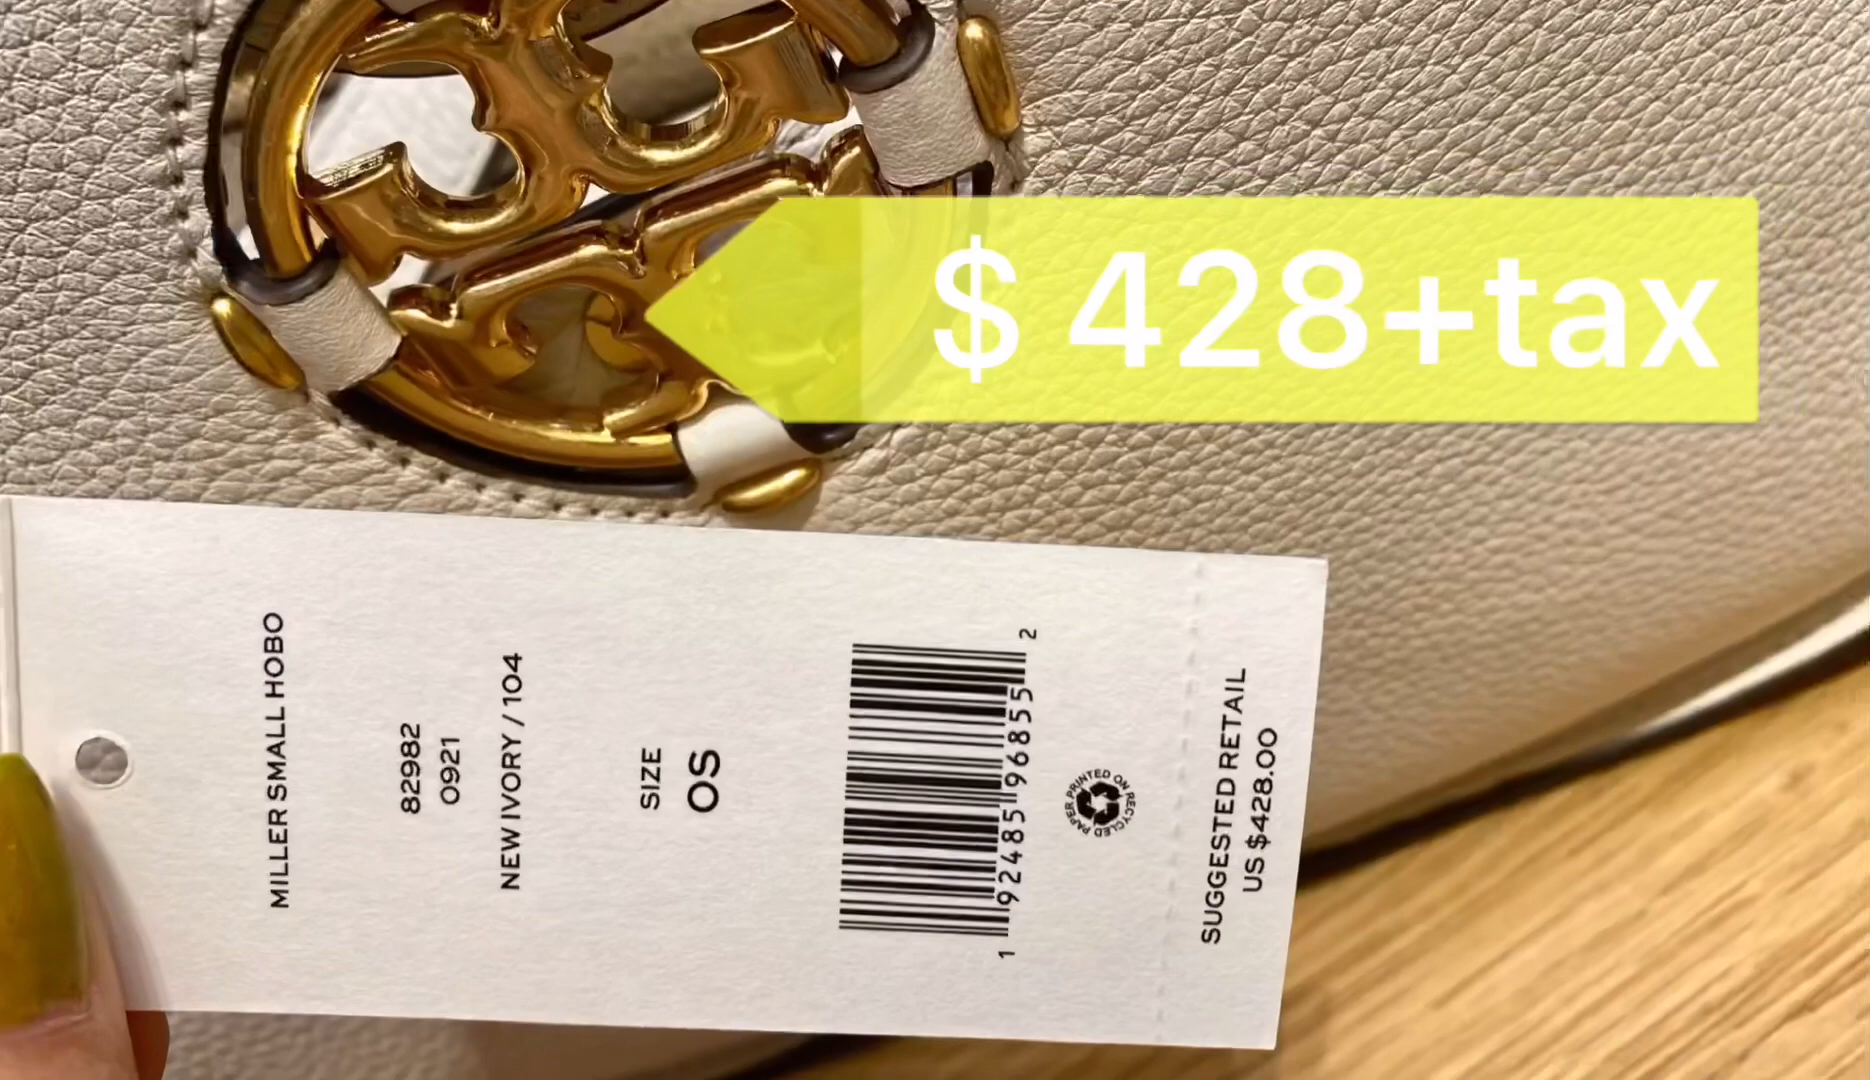 $ 428+tax
MILLER SMALL HOBO
82982
0921
NEW IVORY / 104
SIZE
OS
1 92485 96855 2
PRINTED ON RECYCLED PAPER
SUGGESTED RETAIL
US $428.00